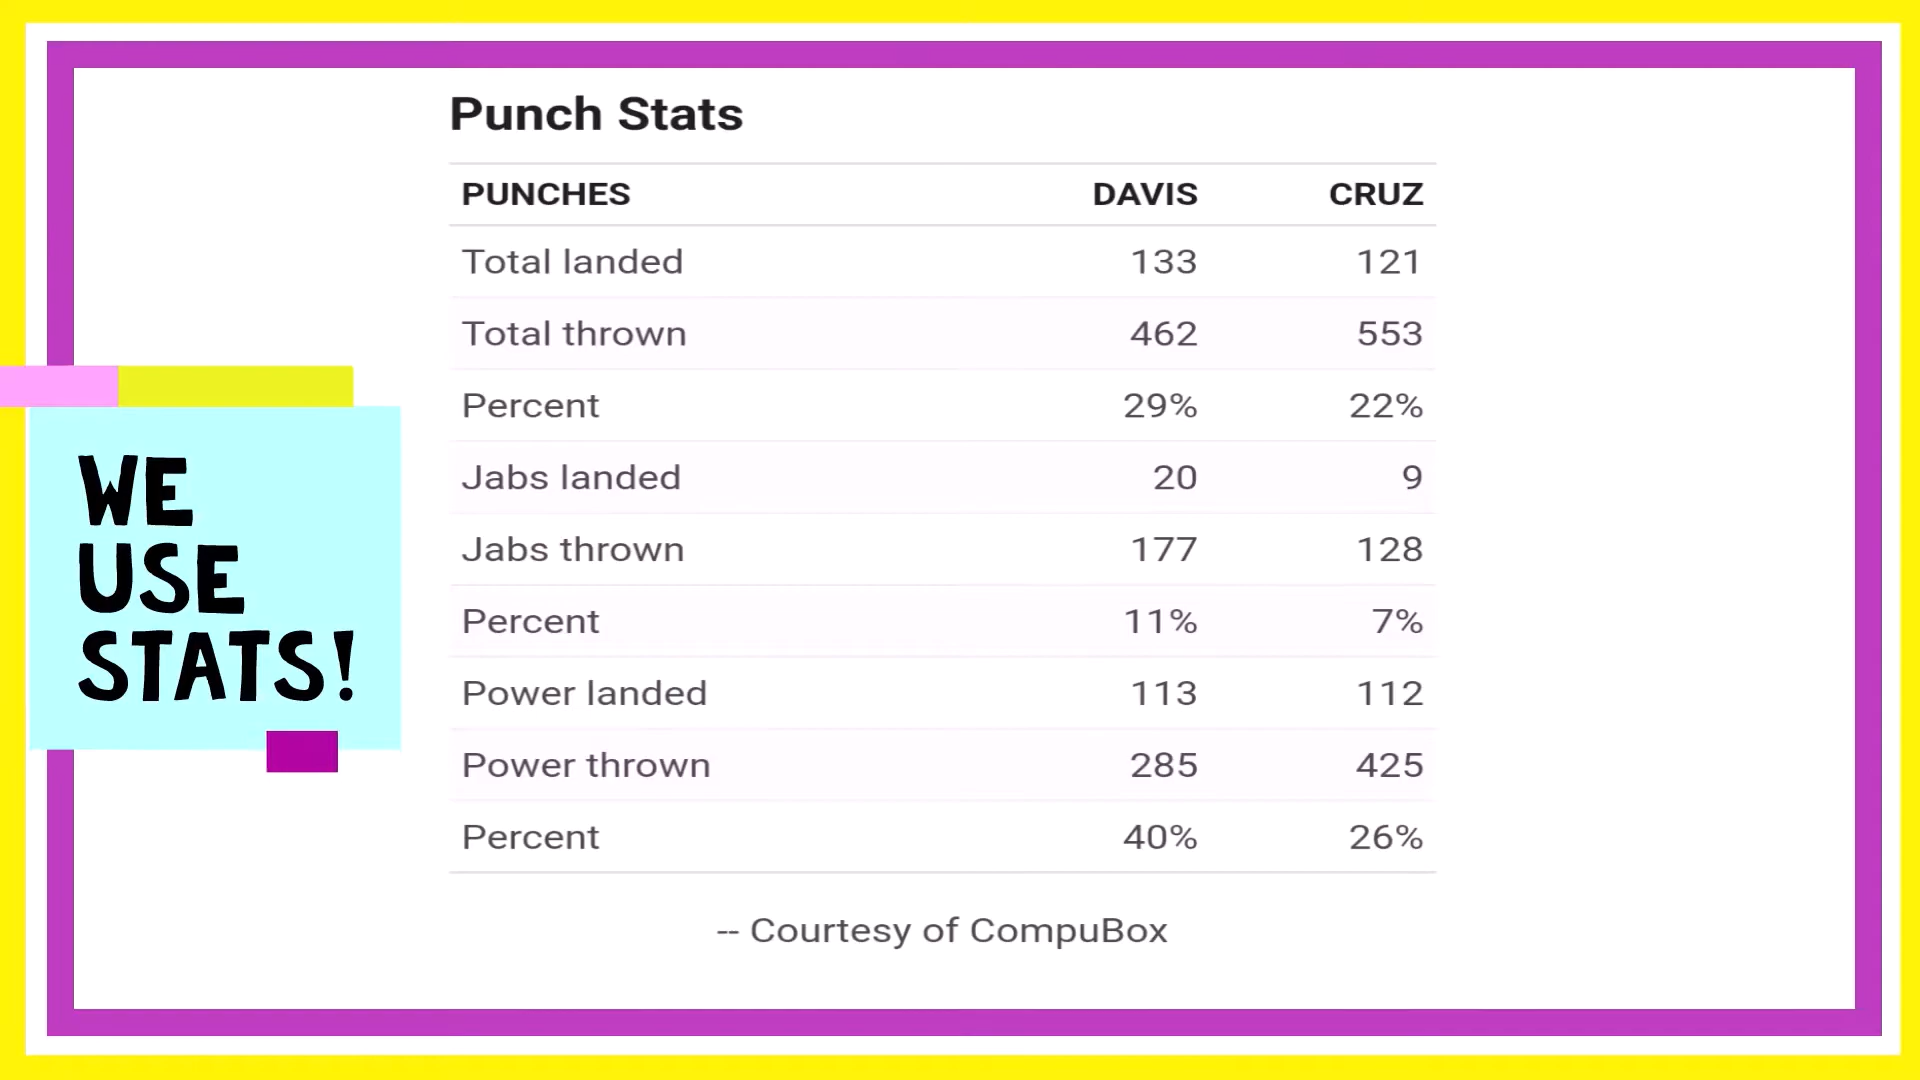 Punch Stats
PUNCHES DAVIS CRUZ
Total landed 133 121
Total thrown 462 553
Percent 29% 22%
Jabs landed 20 9
Jabs thrown 177 128
Percent 11% 7%
Power landed 113 112
Power thrown 285 425
Percent 40% 26%
-- Courtesy of CompuBox
WE
USE
STATS!